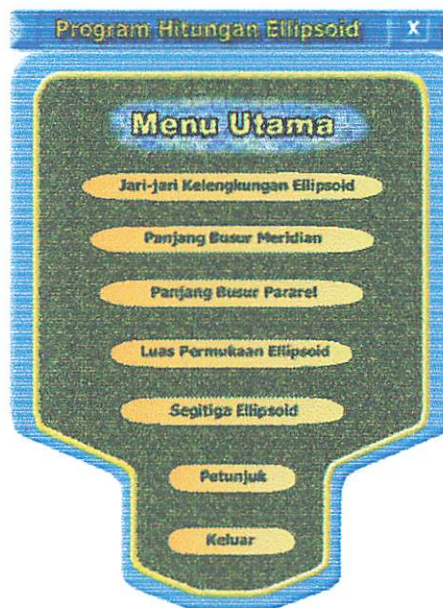 Program Hitungan Ellipsoid X
Menu Utama
Jari-jari Kelengkungan Ellipsoid
Panjang Busur Meridian
Panjang Busur Pararel
Luas Permukaan Ellipsoid
Segitiga Ellipsoid
Petunjuk
Keluar